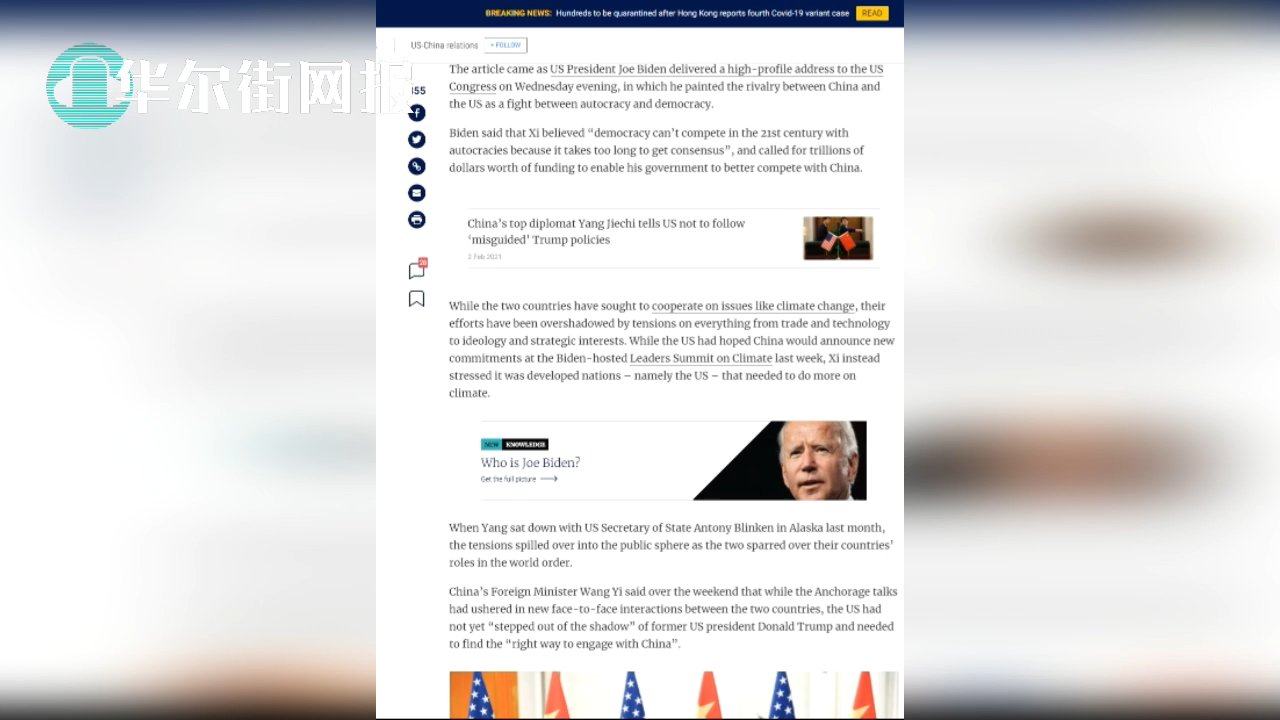 BREAKING NEWS: Hundreds to be quarantined after Hong Kong reports fourth Covid-19 variant case READ
US-China relations + FOLLOW
华尔街网报
155
The article came as US President Joe Biden delivered a high-profile address to the US
Congress on Wednesday evening, in which he painted the rivalry between China and
the US as a fight between autocracy and democracy.
Biden said that Xi believed “democracy can’t compete in the 21st century with
autocracies because it takes too long to get consensus”, and called for trillions of
dollars worth of funding to enable his government to better compete with China.
China’s top diplomat Yang Jiechi tells US not to follow
‘misguided’ Trump policies
2 Feb 2021
28
While the two countries have sought to cooperate on issues like climate change, their
efforts have been overshadowed by tensions on everything from trade and technology
to ideology and strategic interests. While the US had hoped China would announce new
commitments at the Biden-hosted Leaders Summit on Climate last week, Xi instead
stressed it was developed nations – namely the US – that needed to do more on
climate.
NEW KNOWLEDGE
Who is Joe Biden?
Get the full picture
When Yang sat down with US Secretary of State Antony Blinken in Alaska last month,
the tensions spilled over into the public sphere as the two sparred over their countries’
roles in the world order.
China’s Foreign Minister Wang Yi said over the weekend that while the Anchorage talks
had ushered in new face-to-face interactions between the two countries, the US had
not yet “stepped out of the shadow” of former US president Donald Trump and needed
to find the “right way to engage with China”.